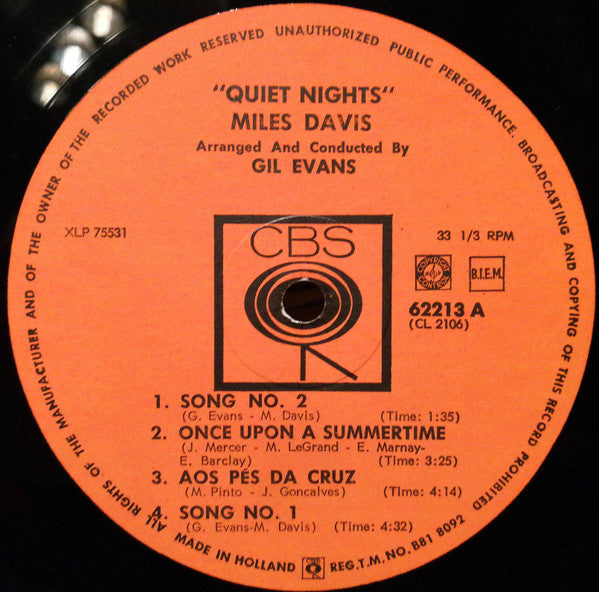 "QUIET NIGHTS"
MILES DAVIS
Arranged And Conducted By
GIL EVANS
XLP 75531
CBS
33 1/3 RPM
COPYRIGHT CONTROL
B.I.E.M.
62213 A
(CL 2106)
1. SONG NO. 2
(G. Evans - M. Davis) (Time: 1:35)
2. ONCE UPON A SUMMERTIME
(J. Mercer - M. LeGrand - E. Marnay-
E. Barclay) (Time: 3:25)
3. AOS PÉS DA CRUZ
(M. Pinto - J. Goncalves) (Time: 4:14)
4. SONG NO. 1
(G. Evans-M. Davis) (Time: 4:32)
ALL RIGHTS OF THE MANUFACTURER AND OF THE OWNER OF THE RECORDED WORK RESERVED UNAUTHORIZED PUBLIC PERFORMANCE, BROADCASTING AND COPYING OF THIS RECORD PROHIBITED
MADE IN HOLLAND CBS REG.T.M. NO. B81 8092